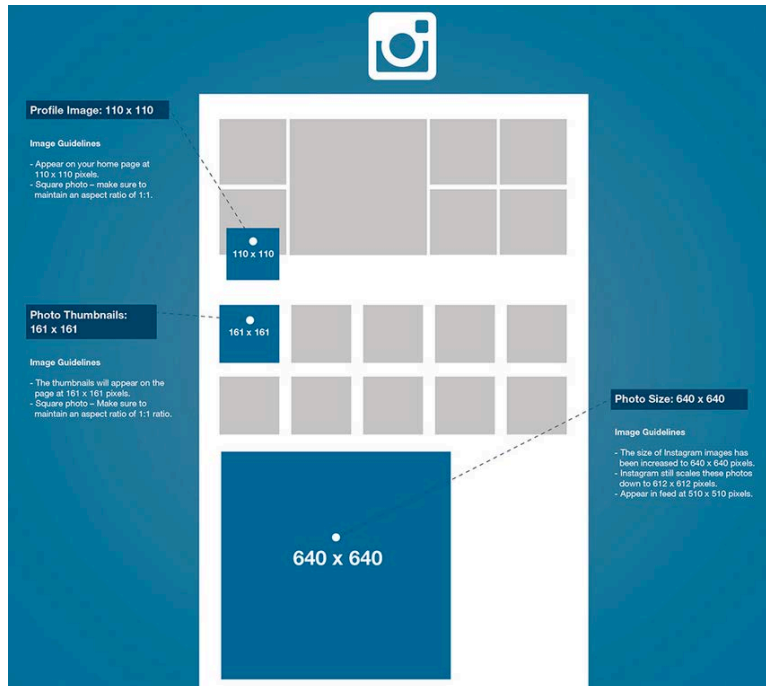 Profile Image: 110 x 110
Image Guidelines
- Appear on your home page at
110 x 110 pixels.
- Square photo – make sure to
maintain an aspect ratio of 1:1.
110 x 110
Photo Thumbnails:
161 x 161
Image Guidelines
- The thumbnails will appear on the
page at 161 x 161 pixels.
- Square photo – Make sure to
maintain an aspect ratio of 1:1 ratio.
161 x 161
Photo Size: 640 x 640
Image Guidelines
- The size of Instagram images has
been increased to 640 x 640 pixels.
- Instagram still scales these photos
down to 612 x 612 pixels.
- Appear in feed at 510 x 510 pixels.
640 x 640